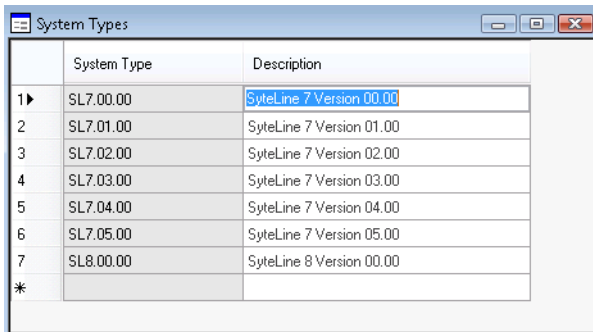 System Types
System Type Description
1 SL7.00.00 SyteLine 7 Version 00.00
2 SL7.01.00 SyteLine 7 Version 01.00
3 SL7.02.00 SyteLine 7 Version 02.00
4 SL7.03.00 SyteLine 7 Version 03.00
5 SL7.04.00 SyteLine 7 Version 04.00
6 SL7.05.00 SyteLine 7 Version 05.00
7 SL8.00.00 SyteLine 8 Version 00.00
*